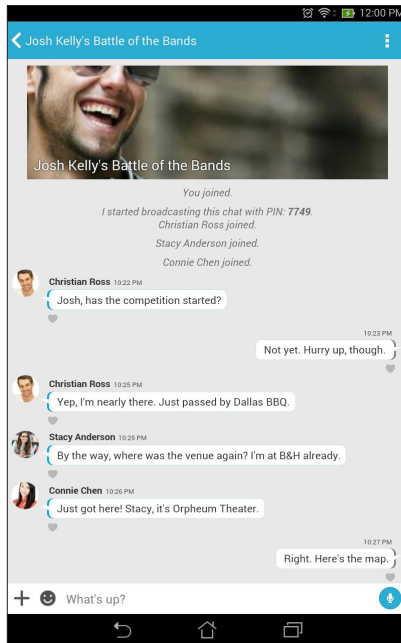 12:00 PM
Josh Kelly's Battle of the Bands
Josh Kelly's Battle of the Bands
You joined.
I started broadcasting this chat with PIN: 7749.
Christian Ross joined.
Stacy Anderson joined.
Connie Chen joined.
Christian Ross 10:22 PM
Josh, has the competition started?
10:23 PM
Not yet. Hurry up, though.
Christian Ross 10:25 PM
Yep, I'm nearly there. Just passed by Dallas BBQ.
Stacy Anderson 10:25 PM
By the way, where was the venue again? I'm at B&H already.
Connie Chen 10:26 PM
Just got here! Stacy, it's Orpheum Theater.
10:27 PM
Right. Here's the map.
What's up?